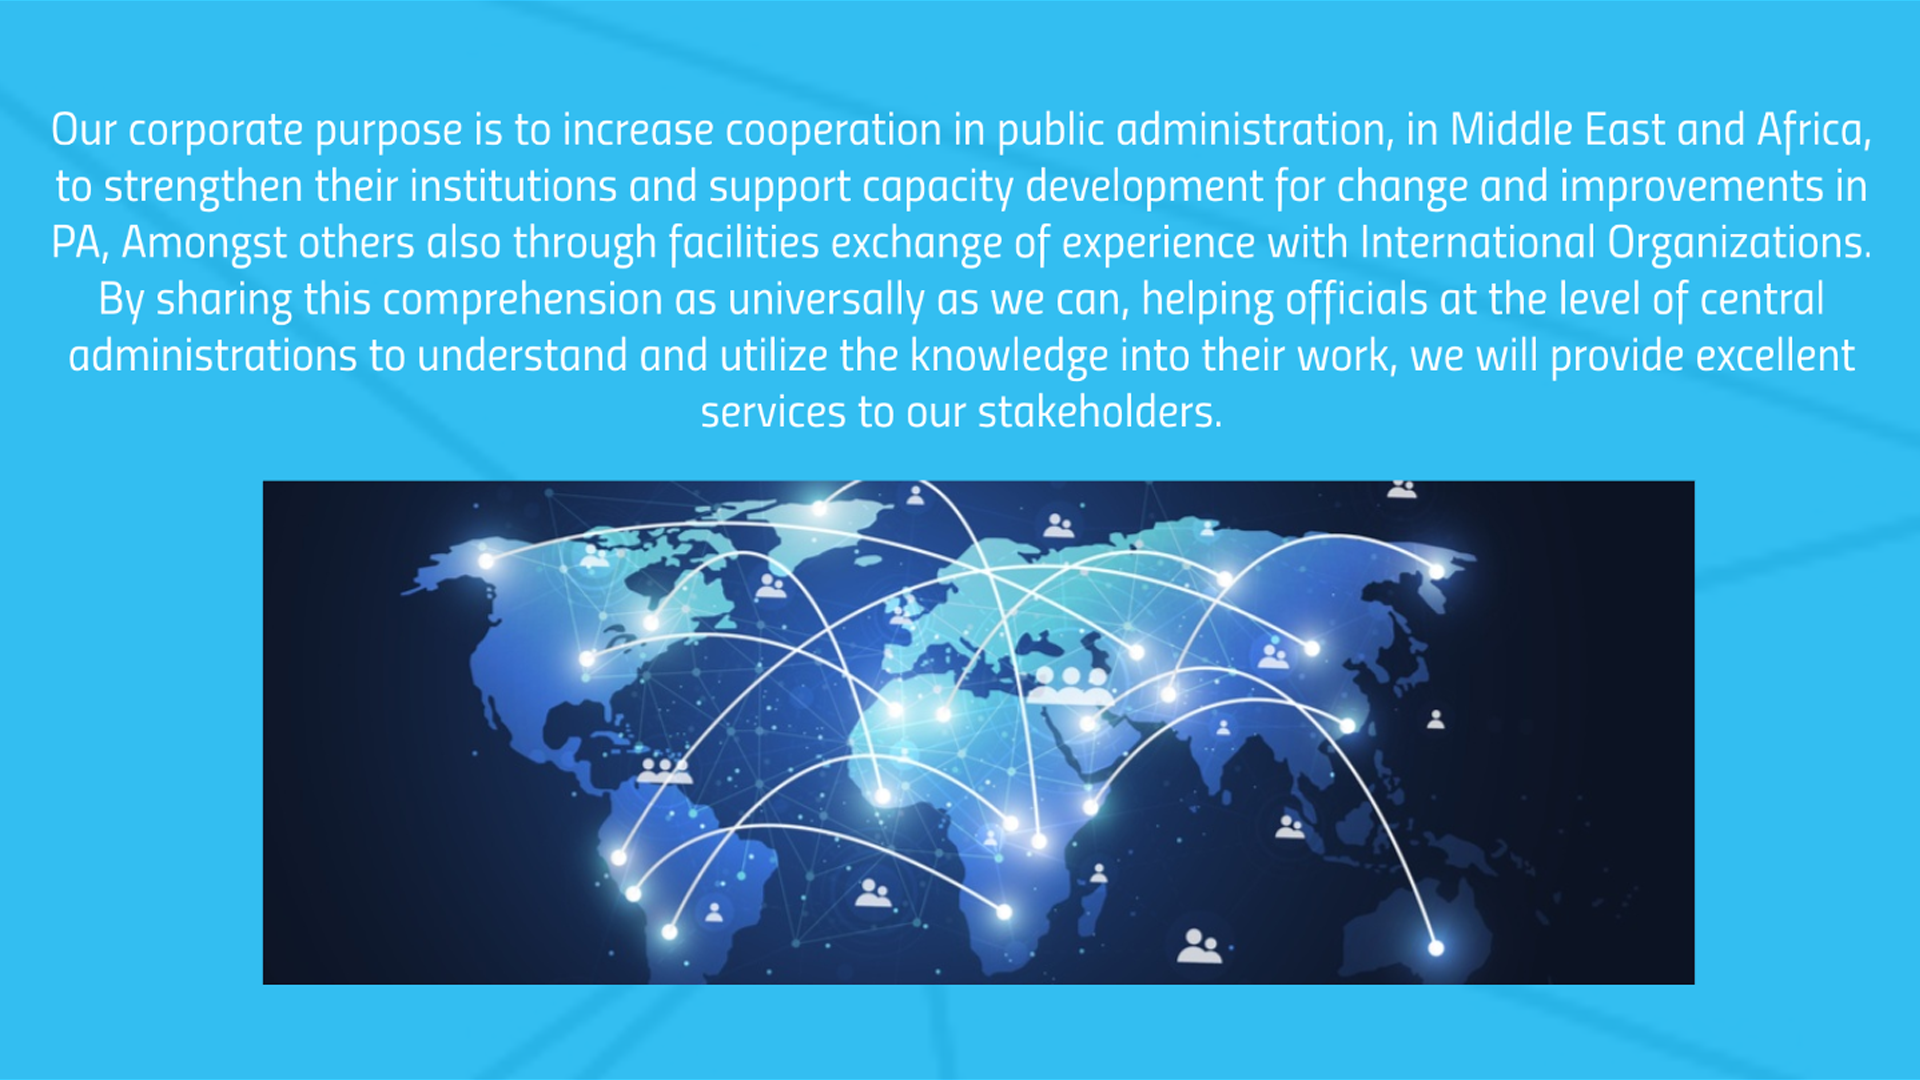 Our corporate purpose is to increase cooperation in public administration, in Middle East and Africa,
to strengthen their institutions and support capacity development for change and improvements in
PA, Amongst others also through facilities exchange of experience with International Organizations.
By sharing this comprehension as universally as we can, helping officials at the level of central
administrations to understand and utilize the knowledge into their work, we will provide excellent
services to our stakeholders.